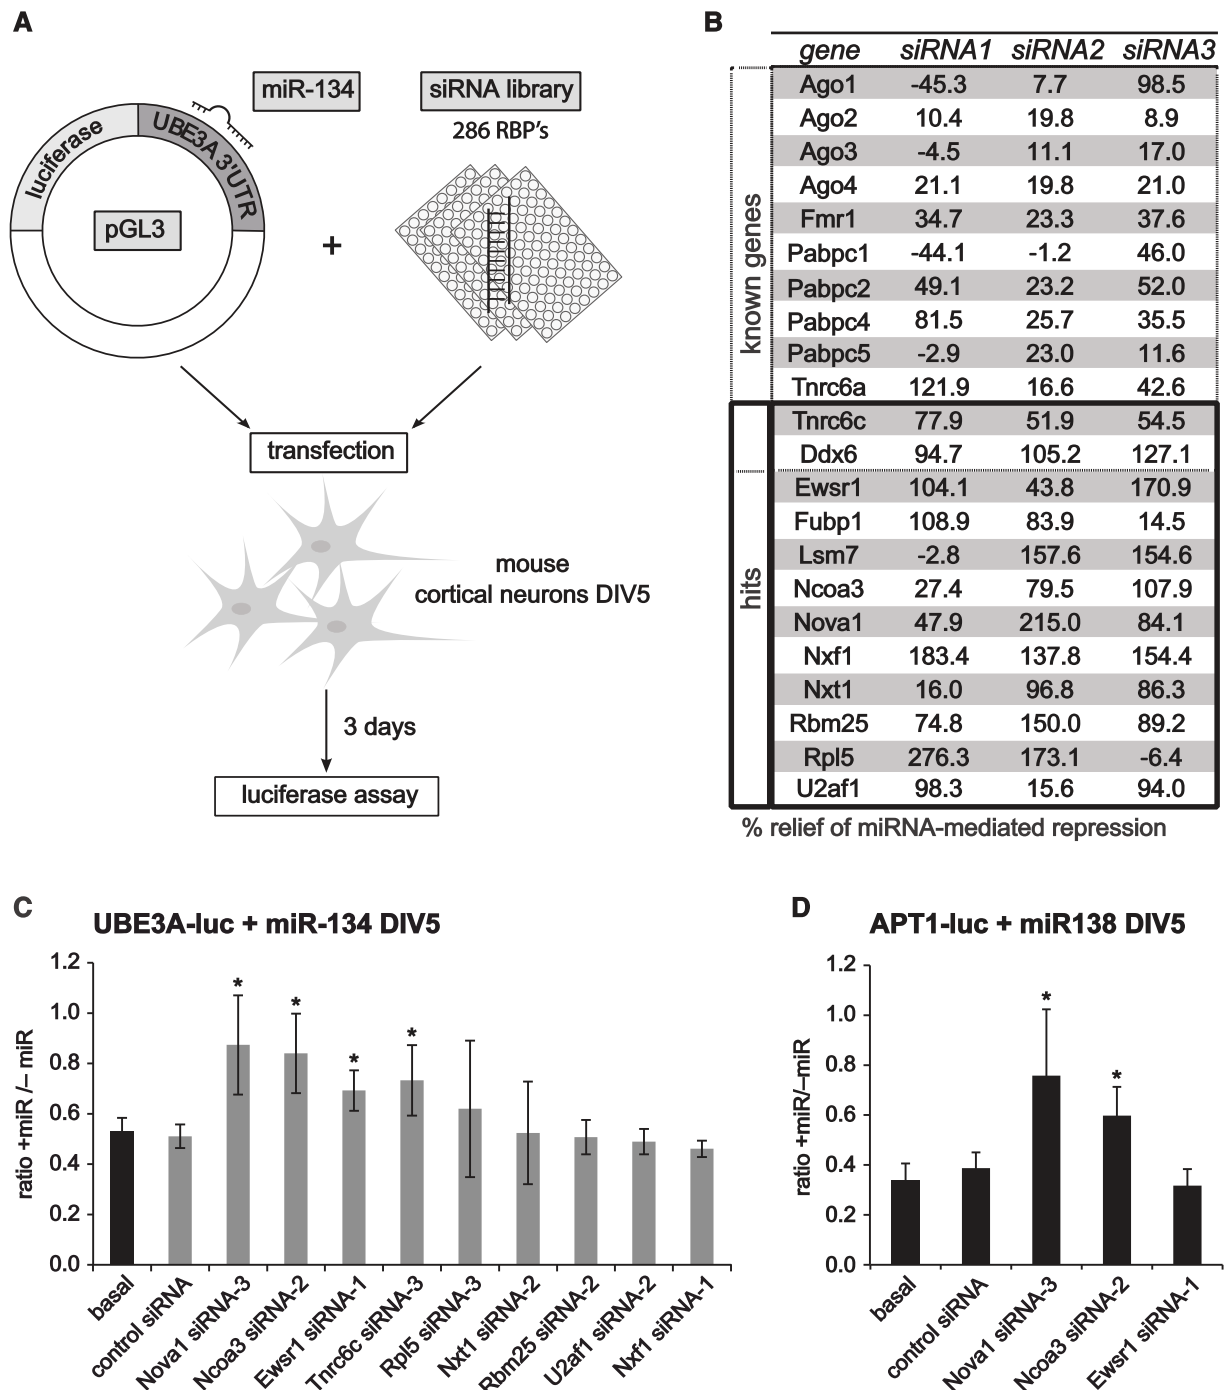 A
miR-134
siRNA library
286 RBP's
luciferase
UBE3A 3'UTR
pGL3
+
transfection
mouse
cortical neurons DIV5
3 days
luciferase assay
B
gene siRNA1 siRNA2 siRNA3
known genes
Ago1 -45.3 7.7 98.5
Ago2 10.4 19.8 8.9
Ago3 -4.5 11.1 17.0
Ago4 21.1 19.8 21.0
Fmr1 34.7 23.3 37.6
Pabpc1 -44.1 -1.2 46.0
Pabpc2 49.1 23.2 52.0
Pabpc4 81.5 25.7 35.5
Pabpc5 -2.9 23.0 11.6
Tnrc6a 121.9 16.6 42.6
Tnrc6c 77.9 51.9 54.5
Ddx6 94.7 105.2 127.1
hits
Ewsr1 104.1 43.8 170.9
Fubp1 108.9 83.9 14.5
Lsm7 -2.8 157.6 154.6
Ncoa3 27.4 79.5 107.9
Nova1 47.9 215.0 84.1
Nxf1 183.4 137.8 154.4
Nxt1 16.0 96.8 86.3
Rbm25 74.8 150.0 89.2
Rpl5 276.3 173.1 -6.4
U2af1 98.3 15.6 94.0
% relief of miRNA-mediated repression
C
UBE3A-luc + miR-134 DIV5
ratio +miR /– miR
1.2
1.0
0.8
0.6
0.4
0.2
0.0
*
*
*
*
basal
control siRNA
Nova1 siRNA-3
Ncoa3 siRNA-2
Ewsr1 siRNA-1
Tnrc6c siRNA-3
Rpl5 siRNA-3
Nxt1 siRNA-2
Rbm25 siRNA-2
U2af1 siRNA-2
Nxf1 siRNA-1
D
APT1-luc + miR138 DIV5
ratio +miR/–miR
1.2
1.0
0.8
0.6
0.4
0.2
0.0
*
*
basal
control siRNA
Nova1 siRNA-3
Ncoa3 siRNA-2
Ewsr1 siRNA-1